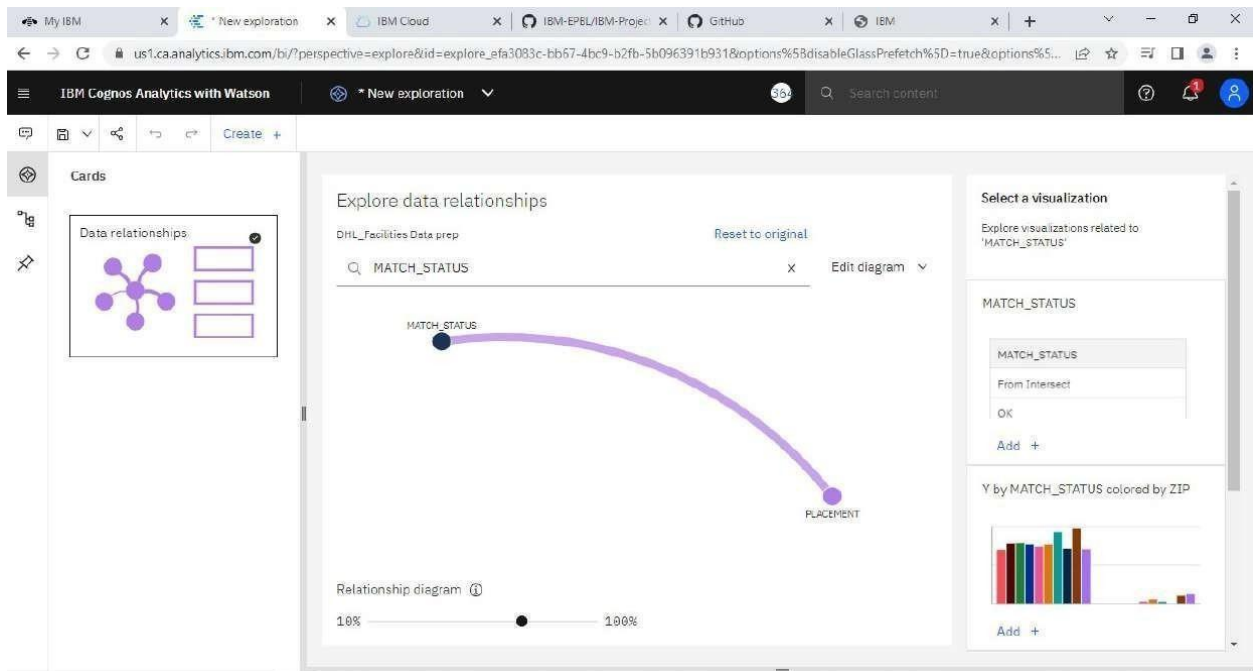 My IBM
* New exploration
IBM Cloud
IBM-EPBL/IBM-Projec
GitHub
IBM
us1.ca.analytics.ibm.com/bi/?perspective=explore&id=explore_efa3083c-bb67-4bc9-b2fb-5b096391b931&options%5BdisableGlassPrefetch%5D=true&options%5...
IBM Cognos Analytics with Watson
* New exploration
364
Search content
1
Create +
Cards
Data relationships
Explore data relationships
DHL_Facilities Data prep
Reset to original
MATCH_STATUS
Edit diagram
MATCH_STATUS
PLACEMENT
Relationship diagram
10%
100%
Select a visualization
Explore visualizations related to
'MATCH_STATUS'
MATCH_STATUS
MATCH_STATUS
From Intersect
OK
Add +
Y by MATCH_STATUS colored by ZIP
Add +